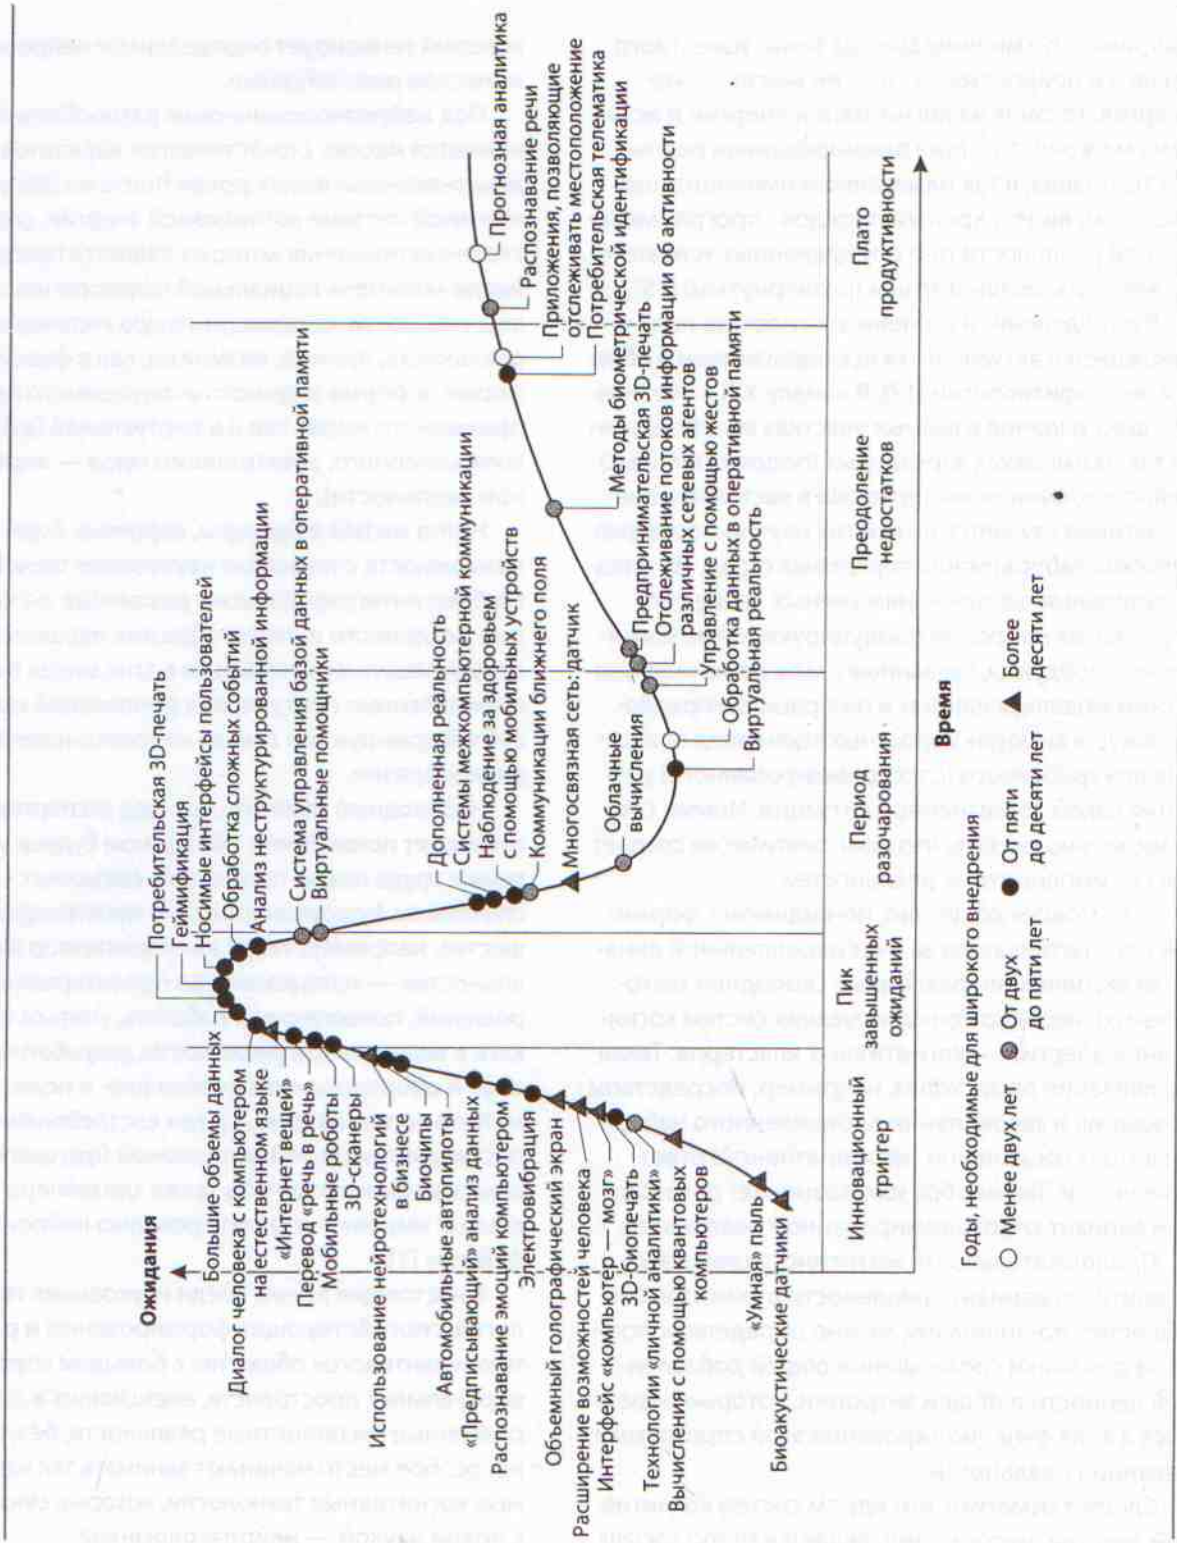 Ожидания
Большие объемы данных
Диалог человека с компьютером
на естественном языке
«Интернет вещей»
Перевод «речь в речь»
Мобильные роботы
3D-сканеры
Использование нейротехнологий
в бизнесе
Биочипы
Автомобильные автопилоты
«Предписывающий» анализ данных
Распознавание эмоций компьютером
Электровибрация
Объемный голографический экран
Расширение возможностей человека
Интерфейс «компьютер — мозг»
3D-биопечать
Технологии «личной аналитики»
Вычисления с помощью квантовых
компьютеров
«Умная» пыль
Биоакустические датчики
Потребительская 3D-печать
Геймификация
Носимые интерфейсы пользователей
Обработка сложных событий
Анализ неструктурированной информации
Система управления базой данных в оперативной памяти
Виртуальные помощники
Дополненная реальность
Системы межкомпьютерной коммуникации
Наблюдение за здоровьем
с помощью мобильных устройств
Коммуникации ближнего поля
Многосвязная сеть-датчик
Облачные
вычисления
Виртуальная реальность
Обработка данных в оперативной памяти
Управление с помощью жестов
Отслеживание потоков информации об активности
различных сетевых агентов
Предпринимательская 3D-печать
Методы биометрической идентификации
Потребительская телематика
Приложения, позволяющие
отслеживать местоположение
Распознавание речи
Прогнозная аналитика
Инновационный
триггер
Пик
завышенных
ожиданий
Период
разочарования
Преодоление
недостатков
Плато
продуктивности
Время
Годы, необходимые для широкого внедрения
Менее двух лет
От двух
до пяти лет
От пяти
до десяти лет
Более
десяти лет